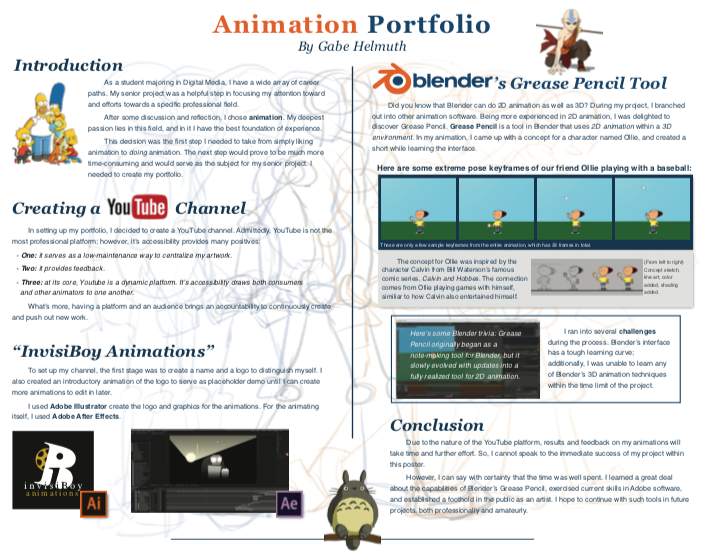 Animation Portfolio
By Gabe Helmuth
Introduction
As a student majoring in Digital Media, I have a wide array of career
paths. My senior project was a helpful step in focusing my attention toward
and efforts towards a specific professional field.
After some discussion and reflection, I chose animation. My deepest
passion lies in this field, and in it I have the best foundation of experience.
This decision was the first step I needed to take from simply liking
animation to doing animation. The next step would prove to be much more
time-consuming and would serve as the subject for my senior project. I
needed to create my portfolio.
Creating a YouTube Channel
In setting up my portfolio, I decided to create a YouTube channel. Admittedly, YouTube is not the
most professional platform; however, it's accessiblity provides many positives:
- One: it serves as a low-maintenance way to centralize my artwork.
- Two: it provides feedback.
- Three: at its core, Youtube is a dynamic platform. It's accessability draws both consumers
and other animators to one another.
What's more, having a platform and an audience brings an accountability to continuously create
and push out new work.
“InvisiBoy Animations”
To set up my channel, the first stage was to create a name and a logo to distinguish myself. I
also created an introductory animation of the logo to serve as placeholder demo until I can create
more animations to edit in later.
I used Adobe Illustrator create the logo and graphics for the animations. For the animating
itself, I used Adobe After Effects.
invisiBoy
animations
Ai
Ae
blender's Grease Pencil Tool
Did you know that Blender can do 2D animation as well as 3D? During my project, I branched
out into other animation software. Being more experienced in 2D animation, I was delighted to
discover Grease Pencil. Grease Pencil is a tool in Blender that uses 2D animation within a 3D
environment. In my animation, I came up with a concept for a character named Ollie, and created a
short while learning the interface.
Here are some extreme pose keyframes of our friend Ollie playing with a baseball:
These are only a few sample keyframes from the entire animation, which has 33 frames in total.
The concept for Ollie was inspired by the
character Calvin from Bill Waterson's famous
comic series, Calvin and Hobbes. The connection
comes from Ollie playing games with himself,
similiar to how Calvin also entertained himself.
(From left to right)
Concept sketch,
line art, color
added, shading
added.
Here's some Blender trivia: Grease
Pencil originally began as a
note-making tool for Blender, but it
slowly evolved with updates into a
fully realized tool for 2D animation.
I ran into several challenges
during the process. Blender's interface
has a tough learning curve;
additionally, I was unable to learn any
of Blender's 3D animation techniques
within the time limit of the project.
Conclusion
Due to the nature of the YouTube platform, results and feedback on my animations will
take time and further effort. So, I cannot speak to the immediate success of my project within
this poster.
However, I can say with certainty that the time was well spent. I learned a great deal
about the capabilities of Blender's Grease Pencil, exercised current skills in Adobe software,
and established a foothold in the public as an artist. I hope to continue with such tools in future
projects, both professionally and amateurly.